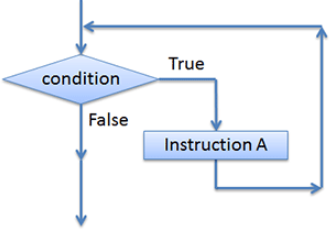 condition
True
False
Instruction A